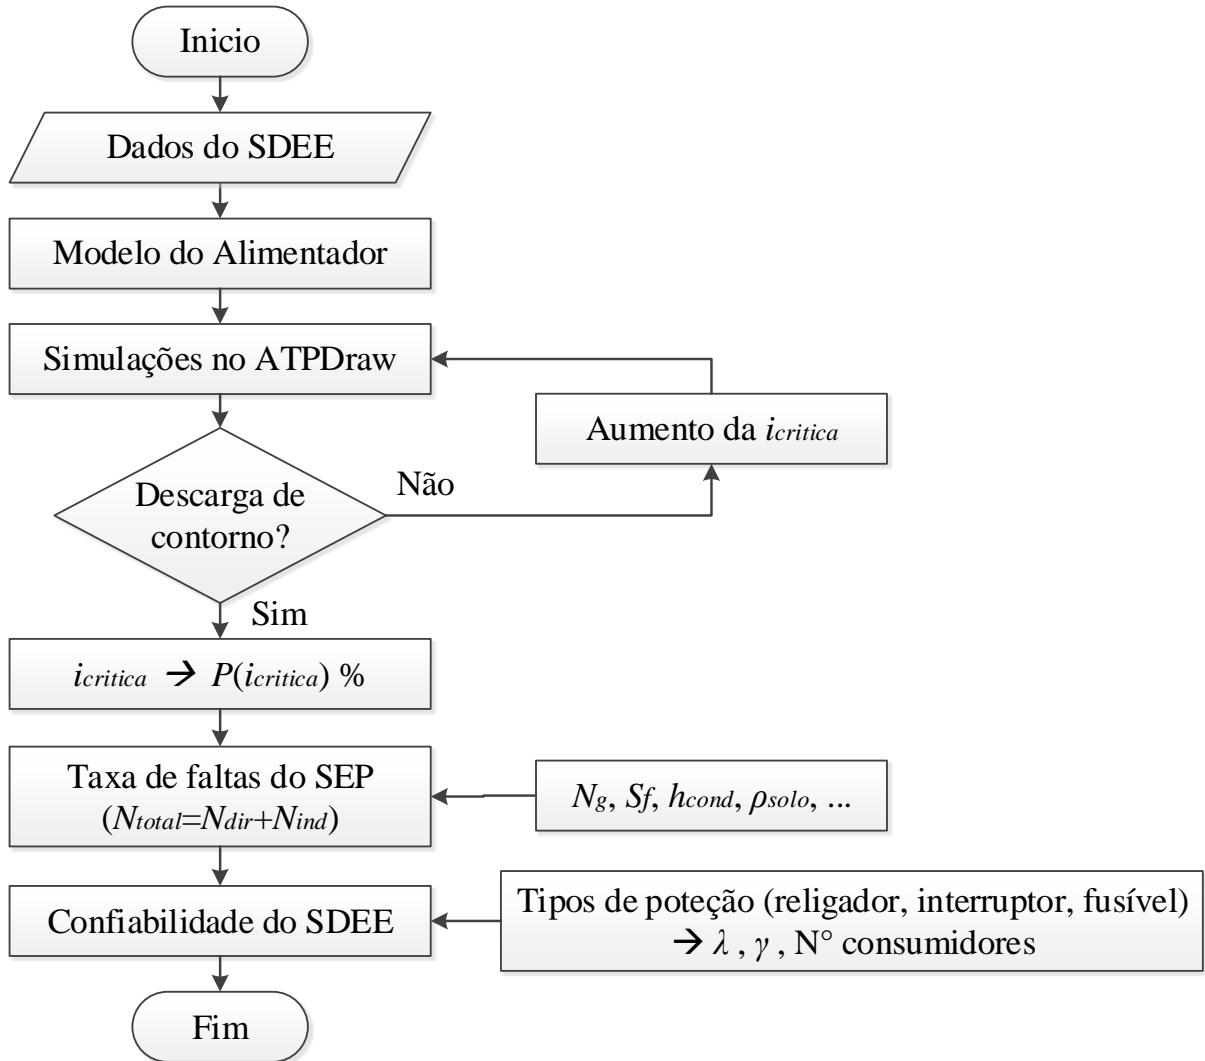 Inicio
Dados do SDEE
Modelo do Alimentador
Simulações no ATPDraw
Aumento da icritica
Descarga de
contorno?
Não
Sim
icritica → P(icritica) %
Taxa de faltas do SEP
(Ntotal=Ndir+Nind)
Ng, Sf, hcond, ρsolo, ...
Confiabilidade do SDEE
Tipos de poteção (religador, interruptor, fusível)
→ λ , γ , N° consumidores
Fim